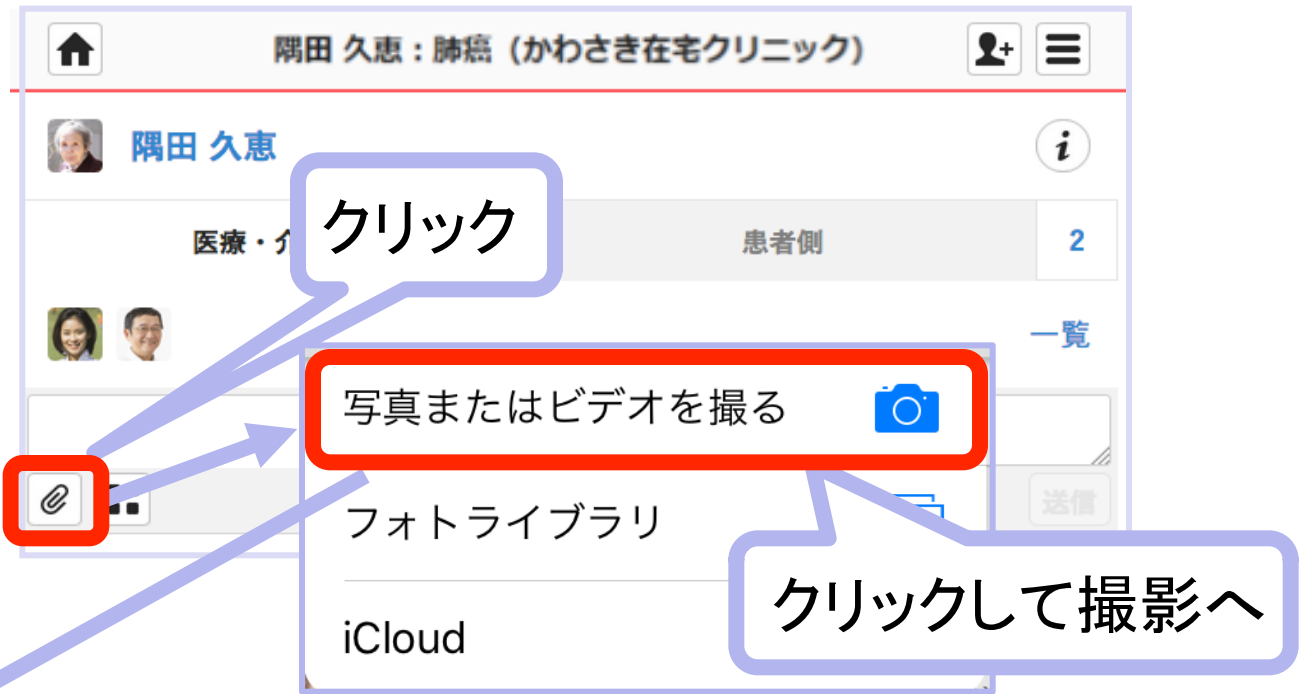 隅田 久恵：肺癌（かわさき在宅クリニック）
隅田 久恵
クリック
医療・介
患者側
2
一覧
写真またはビデオを撮る
フォトライブラリ
送信
クリックして撮影へ
iCloud